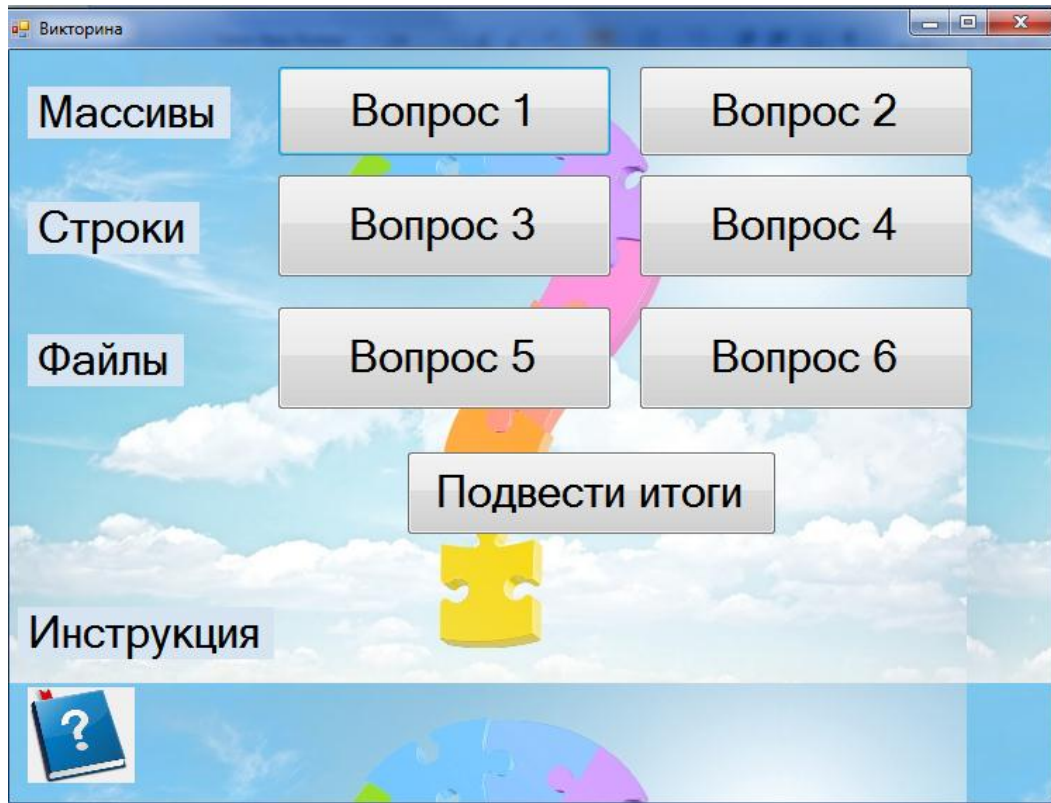 Викторина
Массивы Вопрос 1 Вопрос 2
Строки Вопрос 3 Вопрос 4
Файлы Вопрос 5 Вопрос 6
Подвести итоги
Инструкция
?